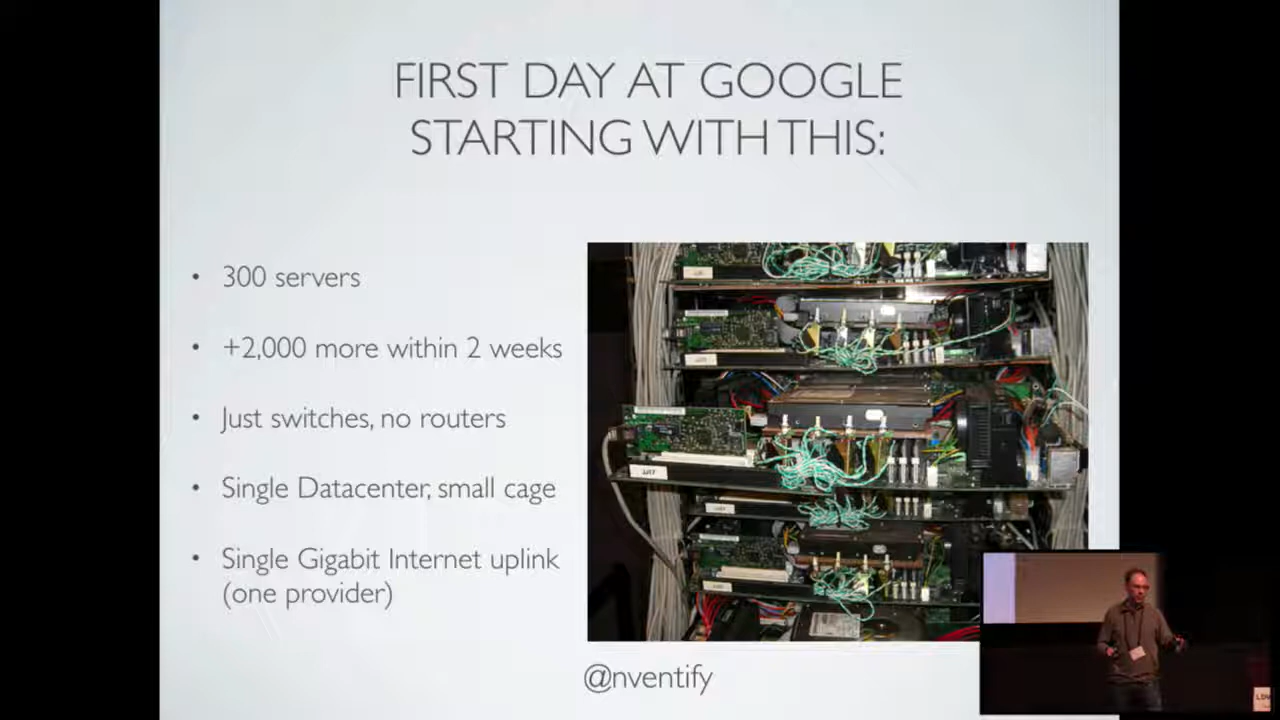 FIRST DAY AT GOOGLE
STARTING WITH THIS:
• 300 servers
• +2,000 more within 2 weeks
• Just switches, no routers
• Single Datacenter, small cage
• Single Gigabit Internet uplink
(one provider)
@nventify